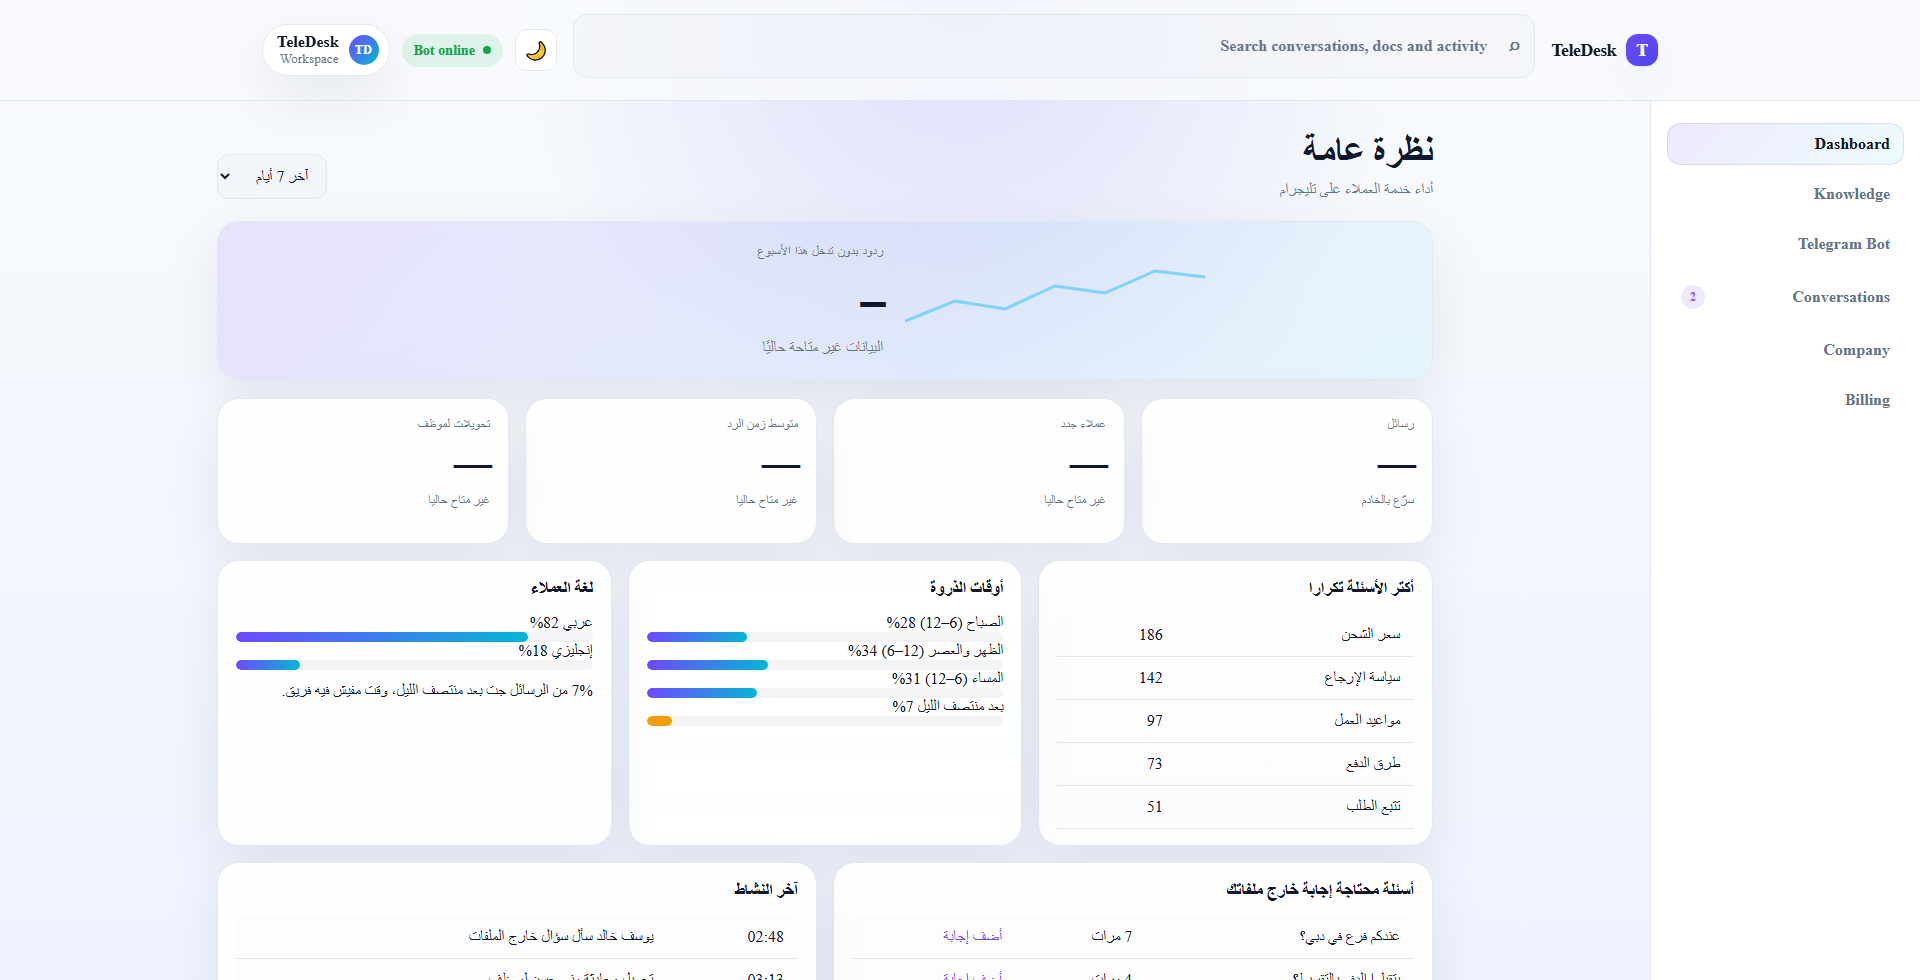 T
TeleDesk
Search conversations, docs and activity
Bot online
TD
TeleDesk
Workspace
Dashboard
Knowledge
Telegram Bot
Conversations
2
Company
Billing
نظرة عامة
أداء خدمة العملاء على تليجرام
آخر 7 أيام
ردود بدون تدخل هذا الأسبوع
—
البيانات غير متاحة حاليًا
رسائل
—
سرّع بالخادم
عملاء جدد
—
غير متاح حاليا
متوسط زمن الرد
—
غير متاح حاليا
تحويلات لموظف
—
غير متاح حاليا
أكثر الأسئلة تكرارا
سعر الشحن 186
سياسة الإرجاع 142
مواعيد العمل 97
طرق الدفع 73
تتبع الطلب 51
أوقات الذروة
الصباح (6–12) 28%
الظهر والعصر (12–6) 34%
المساء (6–12) 31%
بعد منتصف الليل 7%
لغة العملاء
عربي 82%
إنجليزي 18%
7% من الرسائل جت بعد منتصف الليل، وقت مفيش فيه فريق.
أسئلة محتاجة إجابة خارج ملفاتك
عندكم فرع في دبي؟ 7 مرات أضف إجابة
4 مرات أضف إجابة
آخر النشاط
02:48 يوسف خالد سأل سؤال خارج الملفات
03:13